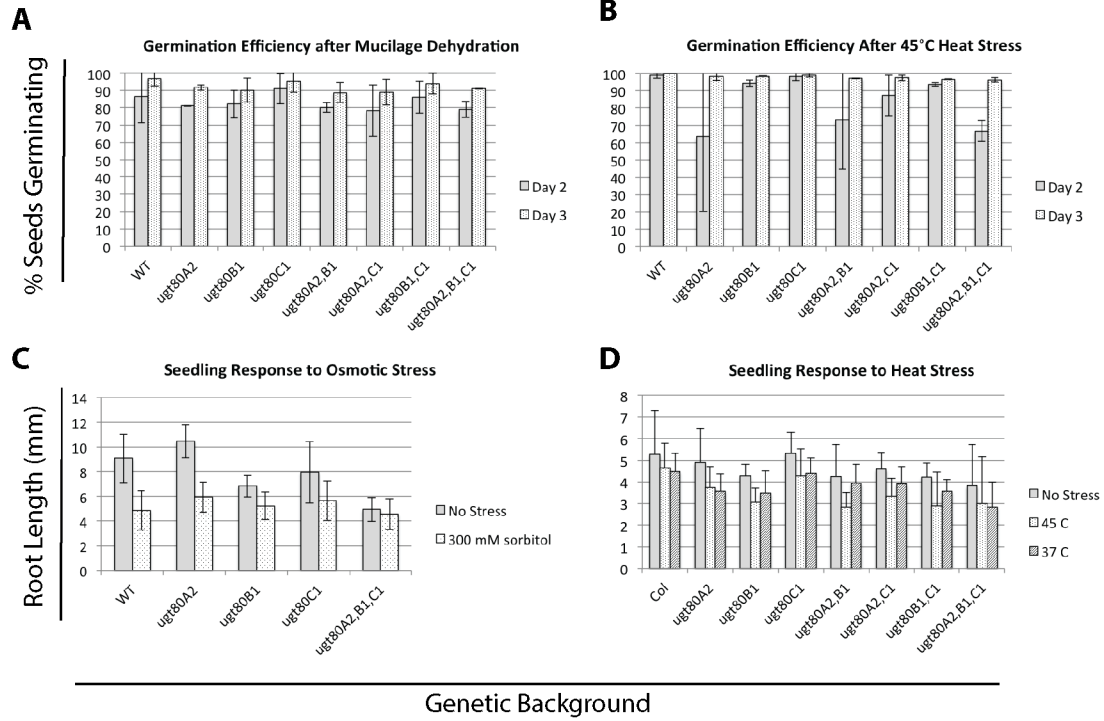 A
Germination Efficiency after Mucilage Dehydration
% Seeds Germinating
100
90
80
70
60
50
40
30
20
10
0
WT
ugt80A2
ugt80B1
ugt80C1
ugt80A2,B1
ugt80A2,C1
ugt80B1,C1
ugt80A2,B1,C1
Day 2
Day 3
B
Germination Efficiency After 45°C Heat Stress
100
90
80
70
60
50
40
30
20
10
0
WT
ugt80A2
ugt80B1
ugt80C1
ugt80A2,B1
ugt80A2,C1
ugt80B1,C1
ugt80A2,B1,C1
Day 2
Day 3
C
Seedling Response to Osmotic Stress
Root Length (mm)
14
12
10
8
6
4
2
0
WT
ugt80A2
ugt80B1
ugt80C1
ugt80A2,B1,C1
No Stress
300 mM sorbitol
D
Seedling Response to Heat Stress
8
7
6
5
4
3
2
1
0
Col
ugt80A2
ugt80B1
ugt80C1
ugt80A2,B1
ugt80A2,C1
ugt80B1,C1
ugt80A2,B1,C1
No Stress
45 C
37 C
Genetic Background